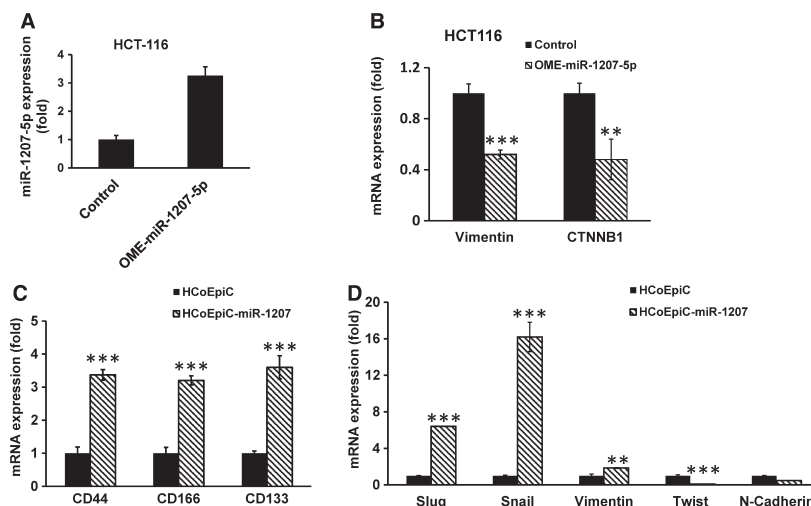 A
HCT-116
miR-1207-5p expression
(fold)
4
3
2
1
0
Control
OME-miR-1207-5p
B
HCT116
Control
OME-miR-1207-5p
mRNA expression (fold)
1.2
0.8
0.4
0
***
**
Vimentin
CTNNB1
C
HCoEpiC
HCoEpiC-miR-1207
mRNA expression (fold)
5
4
3
2
1
0
***
***
***
CD44
CD166
CD133
D
HCoEpiC
HCoEpiC-miR-1207
mRNA expression (fold)
20
16
12
8
4
0
***
***
**
***
Slug
Snail
Vimentin
Twist
N-Cadherin